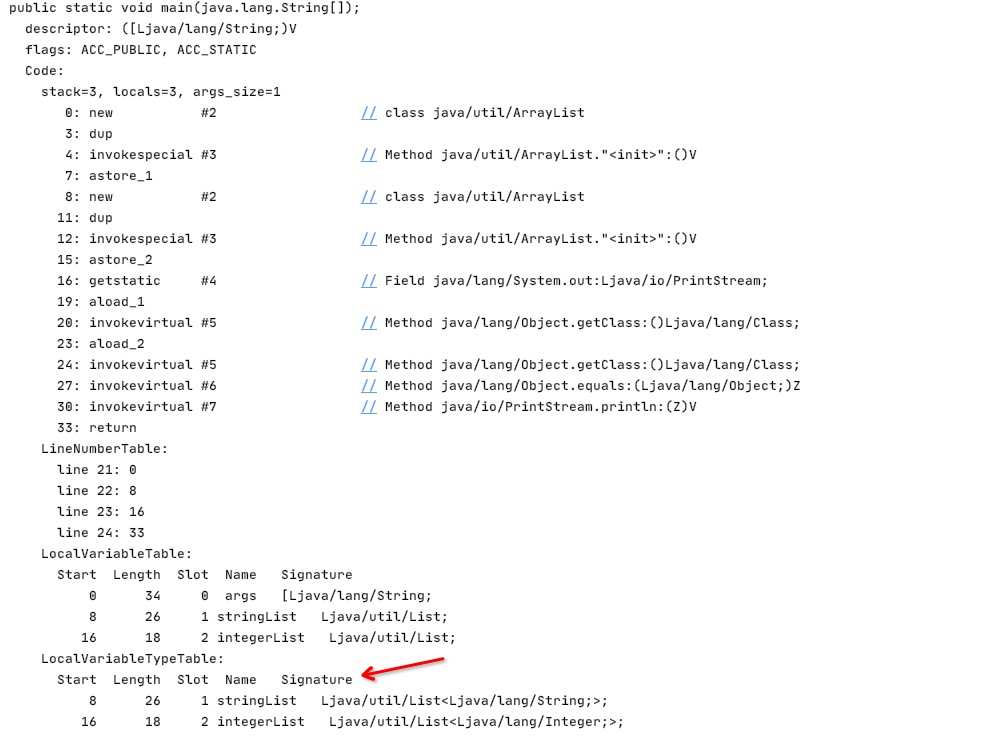 public static void main(java.lang.String[]);
  descriptor: ([Ljava/lang/String;)V
  flags: ACC_PUBLIC, ACC_STATIC
  Code:
    stack=3, locals=3, args_size=1
       0: new           #2                  // class java/util/ArrayList
       3: dup
       4: invokespecial #3                  // Method java/util/ArrayList."<init>":()V
       7: astore_1
       8: new           #2                  // class java/util/ArrayList
      11: dup
      12: invokespecial #3                  // Method java/util/ArrayList."<init>":()V
      15: astore_2
      16: getstatic     #4                  // Field java/lang/System.out:Ljava/io/PrintStream;
      19: aload_1
      20: invokevirtual #5                  // Method java/lang/Object.getClass:()Ljava/lang/Class;
      23: aload_2
      24: invokevirtual #5                  // Method java/lang/Object.getClass:()Ljava/lang/Class;
      27: invokevirtual #6                  // Method java/lang/Object.equals:(Ljava/lang/Object;)Z
      30: invokevirtual #7                  // Method java/io/PrintStream.println:(Z)V
      33: return
    LineNumberTable:
      line 21: 0
      line 22: 8
      line 23: 16
      line 24: 33
    LocalVariableTable:
      Start  Length  Slot  Name   Signature
          0      34     0  args   [Ljava/lang/String;
          8      26     1 stringList   Ljava/util/List;
         16      18     2 integerList   Ljava/util/List;
    LocalVariableTypeTable:
      Start  Length  Slot  Name   Signature
          8      26     1 stringList   Ljava/util/List<Ljava/lang/String;>;
         16      18     2 integerList   Ljava/util/List<Ljava/lang/Integer;>;